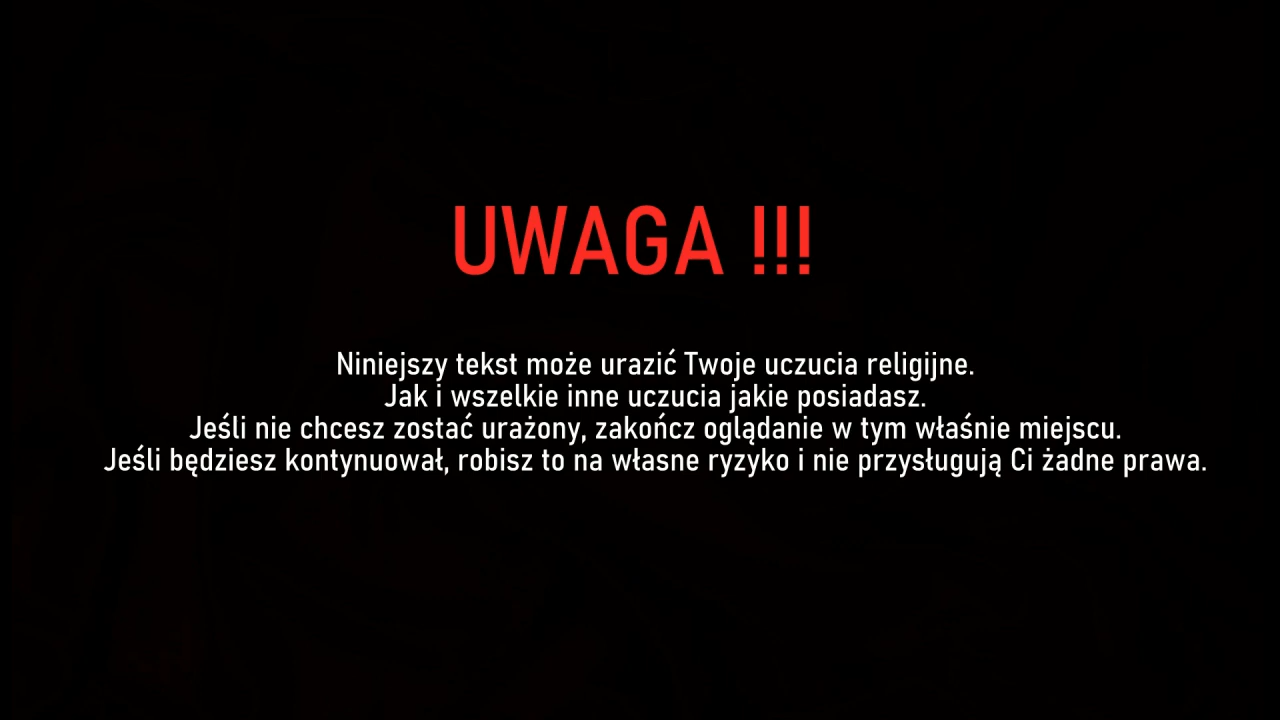 UWAGA !!!
Niniejszy tekst może urazić Twoje uczucia religijne.
Jak i wszelkie inne uczucia jakie posiadasz.
Jeśli nie chcesz zostać urażony, zakończ oglądanie w tym właśnie miejscu.
Jeśli będziesz kontynuował, robisz to na własne ryzyko i nie przysługują Ci żadne prawa.